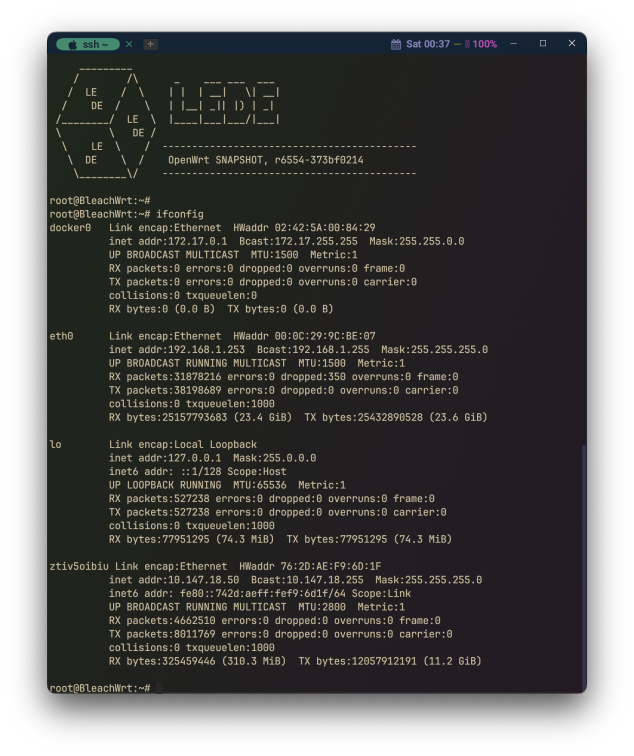 ssh ~ × + Sat 00:37 — 100% — □ ×
     _________
    /        /\      _    ___ ___  ___
   /  LE    /  \    | |  | __|   \| __|
  /    DE  /    \   | |__| _|| |) | _|
 /________/  LE  \  |____|___|___/|___|
 \        \   DE /
  \    LE  \    /  -------------------------------------------
   \  DE    \  /    OpenWrt SNAPSHOT, r6554-373bf0214
    \________\/    -------------------------------------------
root@BleachWrt:~#
root@BleachWrt:~# ifconfig
docker0   Link encap:Ethernet  HWaddr 02:42:5A:00:84:29
          inet addr:172.17.0.1  Bcast:172.17.255.255  Mask:255.255.0.0
          UP BROADCAST MULTICAST  MTU:1500  Metric:1
          RX packets:0 errors:0 dropped:0 overruns:0 frame:0
          TX packets:0 errors:0 dropped:0 overruns:0 carrier:0
          collisions:0 txqueuelen:0
          RX bytes:0 (0.0 B)  TX bytes:0 (0.0 B)
eth0      Link encap:Ethernet  HWaddr 00:0C:29:9C:BE:07
          inet addr:192.168.1.253  Bcast:192.168.1.255  Mask:255.255.255.0
          UP BROADCAST RUNNING MULTICAST  MTU:1500  Metric:1
          RX packets:31878216 errors:0 dropped:350 overruns:0 frame:0
          TX packets:38198689 errors:0 dropped:0 overruns:0 carrier:0
          collisions:0 txqueuelen:1000
          RX bytes:25157793683 (23.4 GiB)  TX bytes:25432890528 (23.6 GiB)
lo        Link encap:Local Loopback
          inet addr:127.0.0.1  Mask:255.0.0.0
          inet6 addr: ::1/128 Scope:Host
          UP LOOPBACK RUNNING  MTU:65536  Metric:1
          RX packets:527238 errors:0 dropped:0 overruns:0 frame:0
          TX packets:527238 errors:0 dropped:0 overruns:0 carrier:0
          collisions:0 txqueuelen:1000
          RX bytes:77951295 (74.3 MiB)  TX bytes:77951295 (74.3 MiB)
ztiv5oibiu Link encap:Ethernet  HWaddr 76:2D:AE:F9:6D:1F
          inet addr:10.147.18.50  Bcast:10.147.18.255  Mask:255.255.255.0
          inet6 addr: fe80::742d:aeff:fef9:6d1f/64 Scope:Link
          UP BROADCAST RUNNING MULTICAST  MTU:2800  Metric:1
          RX packets:4662510 errors:0 dropped:0 overruns:0 frame:0
          TX packets:8011769 errors:0 dropped:0 overruns:0 carrier:0
          collisions:0 txqueuelen:1000
          RX bytes:325459446 (310.3 MiB)  TX bytes:12057912191 (11.2 GiB)
root@BleachWrt:~#